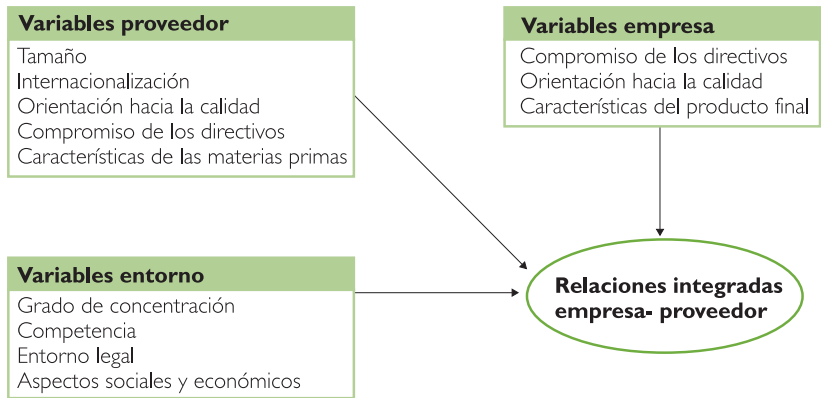 Variables proveedor
Tamaño
Internacionalización
Orientación hacia la calidad
Compromiso de los directivos
Características de las materias primas
Variables empresa
Compromiso de los directivos
Orientación hacia la calidad
Características del producto final
Variables entorno
Grado de concentración
Competencia
Entorno legal
Aspectos sociales y económicos
Relaciones integradas
empresa- proveedor